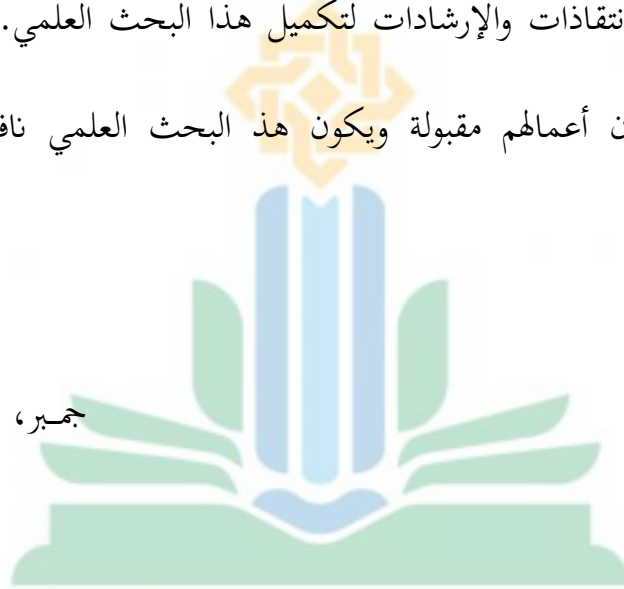 نتقاذات والإرشادات لتكميل هذا البحث العلمي.
ن أعمالهم مقبولة ويكون هذ البحث العلمي ناف
جمبر،